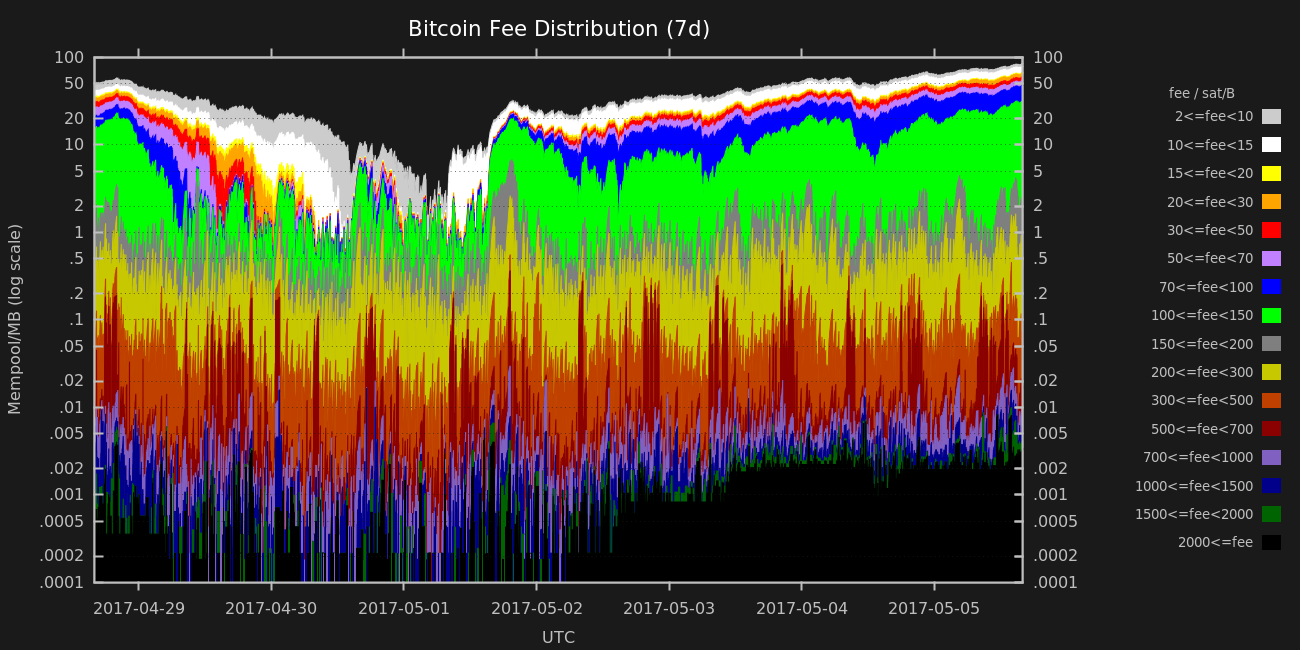 Bitcoin Fee Distribution (7d)
Mempool/MB (log scale)
100
50
20
10
5
2
1
.5
.2
.1
.05
.02
.01
.005
.002
.001
.0005
.0002
.0001
100
50
20
10
5
2
1
.5
.2
.1
.05
.02
.01
.005
.002
.001
.0005
.0002
.0001
fee / sat/B
2<=fee<10
10<=fee<15
15<=fee<20
20<=fee<30
30<=fee<50
50<=fee<70
70<=fee<100
100<=fee<150
150<=fee<200
200<=fee<300
300<=fee<500
500<=fee<700
700<=fee<1000
1000<=fee<1500
1500<=fee<2000
2000<=fee
2017-04-29 2017-04-30 2017-05-01 2017-05-02 2017-05-03 2017-05-04 2017-05-05
UTC